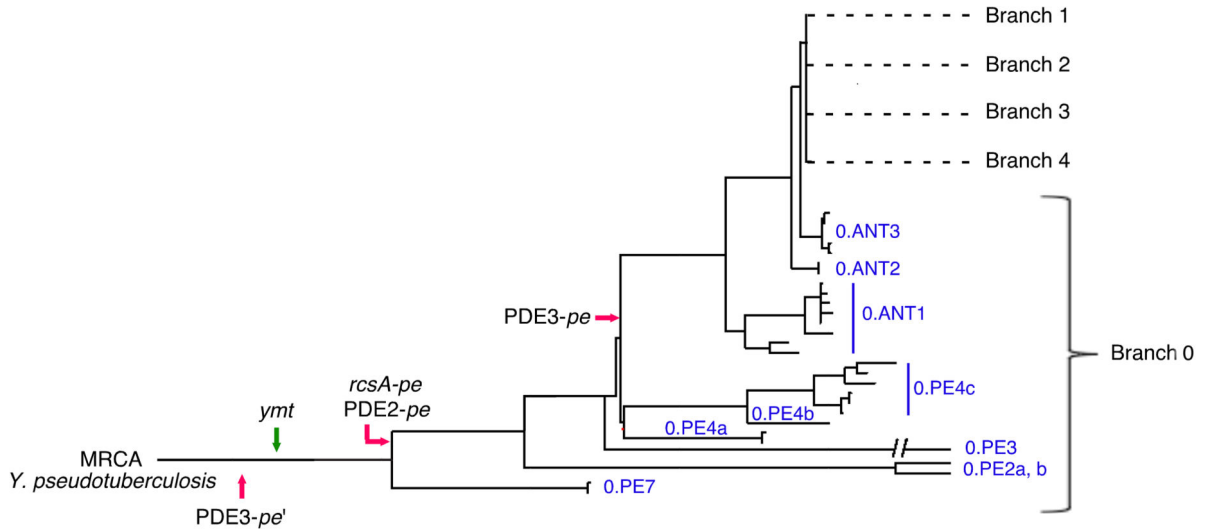 Branch 1
Branch 2
Branch 3
Branch 4
0.ANT3
0.ANT2
0.ANT1
PDE3-pe
Branch 0
rcsA-pe
PDE2-pe
0.PE4c
ymt
0.PE4b
0.PE4a
0.PE3
MRCA
0.PE2a, b
Y. pseudotuberculosis
0.PE7
PDE3-pe'